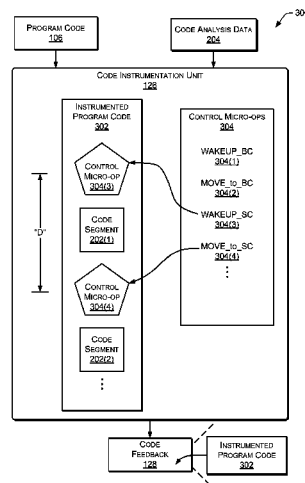 PROGRAM CODE
106
CODE ANALYSIS DATA
204
30
CODE INSTRUMENTATION UNIT
126
INSTRUMENTED
PROGRAM CODE
302
CONTROL MICRO-OPS
304
CONTROL
MICRO-OP
304(3)
WAKEUP_BC
304(1)
MOVE_to_BC
304(2)
"D"
CODE
SEGMENT
202(1)
WAKEUP_SC
304(3)
MOVE_to_SC
304(4)
CONTROL
MICRO-OP
304(4)
CODE
SEGMENT
202(2)
CODE
FEEDBACK
128
INSTRUMENTED
PROGRAM CODE
302